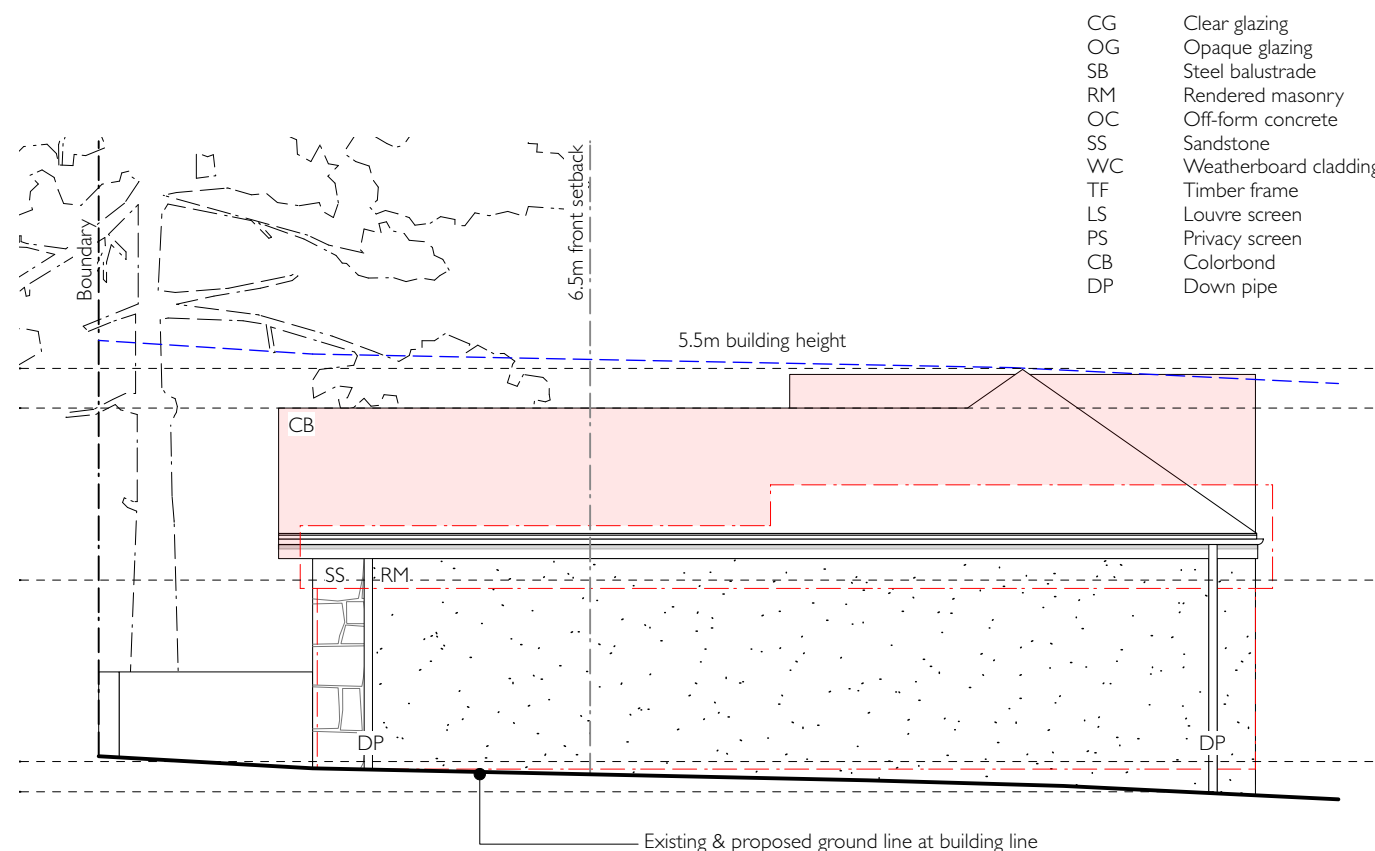 CG Clear glazing
OG Opaque glazing
SB Steel balustrade
RM Rendered masonry
OC Off-form concrete
SS Sandstone
WC Weatherboard cladding
TF Timber frame
LS Louvre screen
PS Privacy screen
CB Colorbond
DP Down pipe
Boundary
6.5m front setback
5.5m building height
CB
SS
RM
DP
DP
Existing & proposed ground line at building line